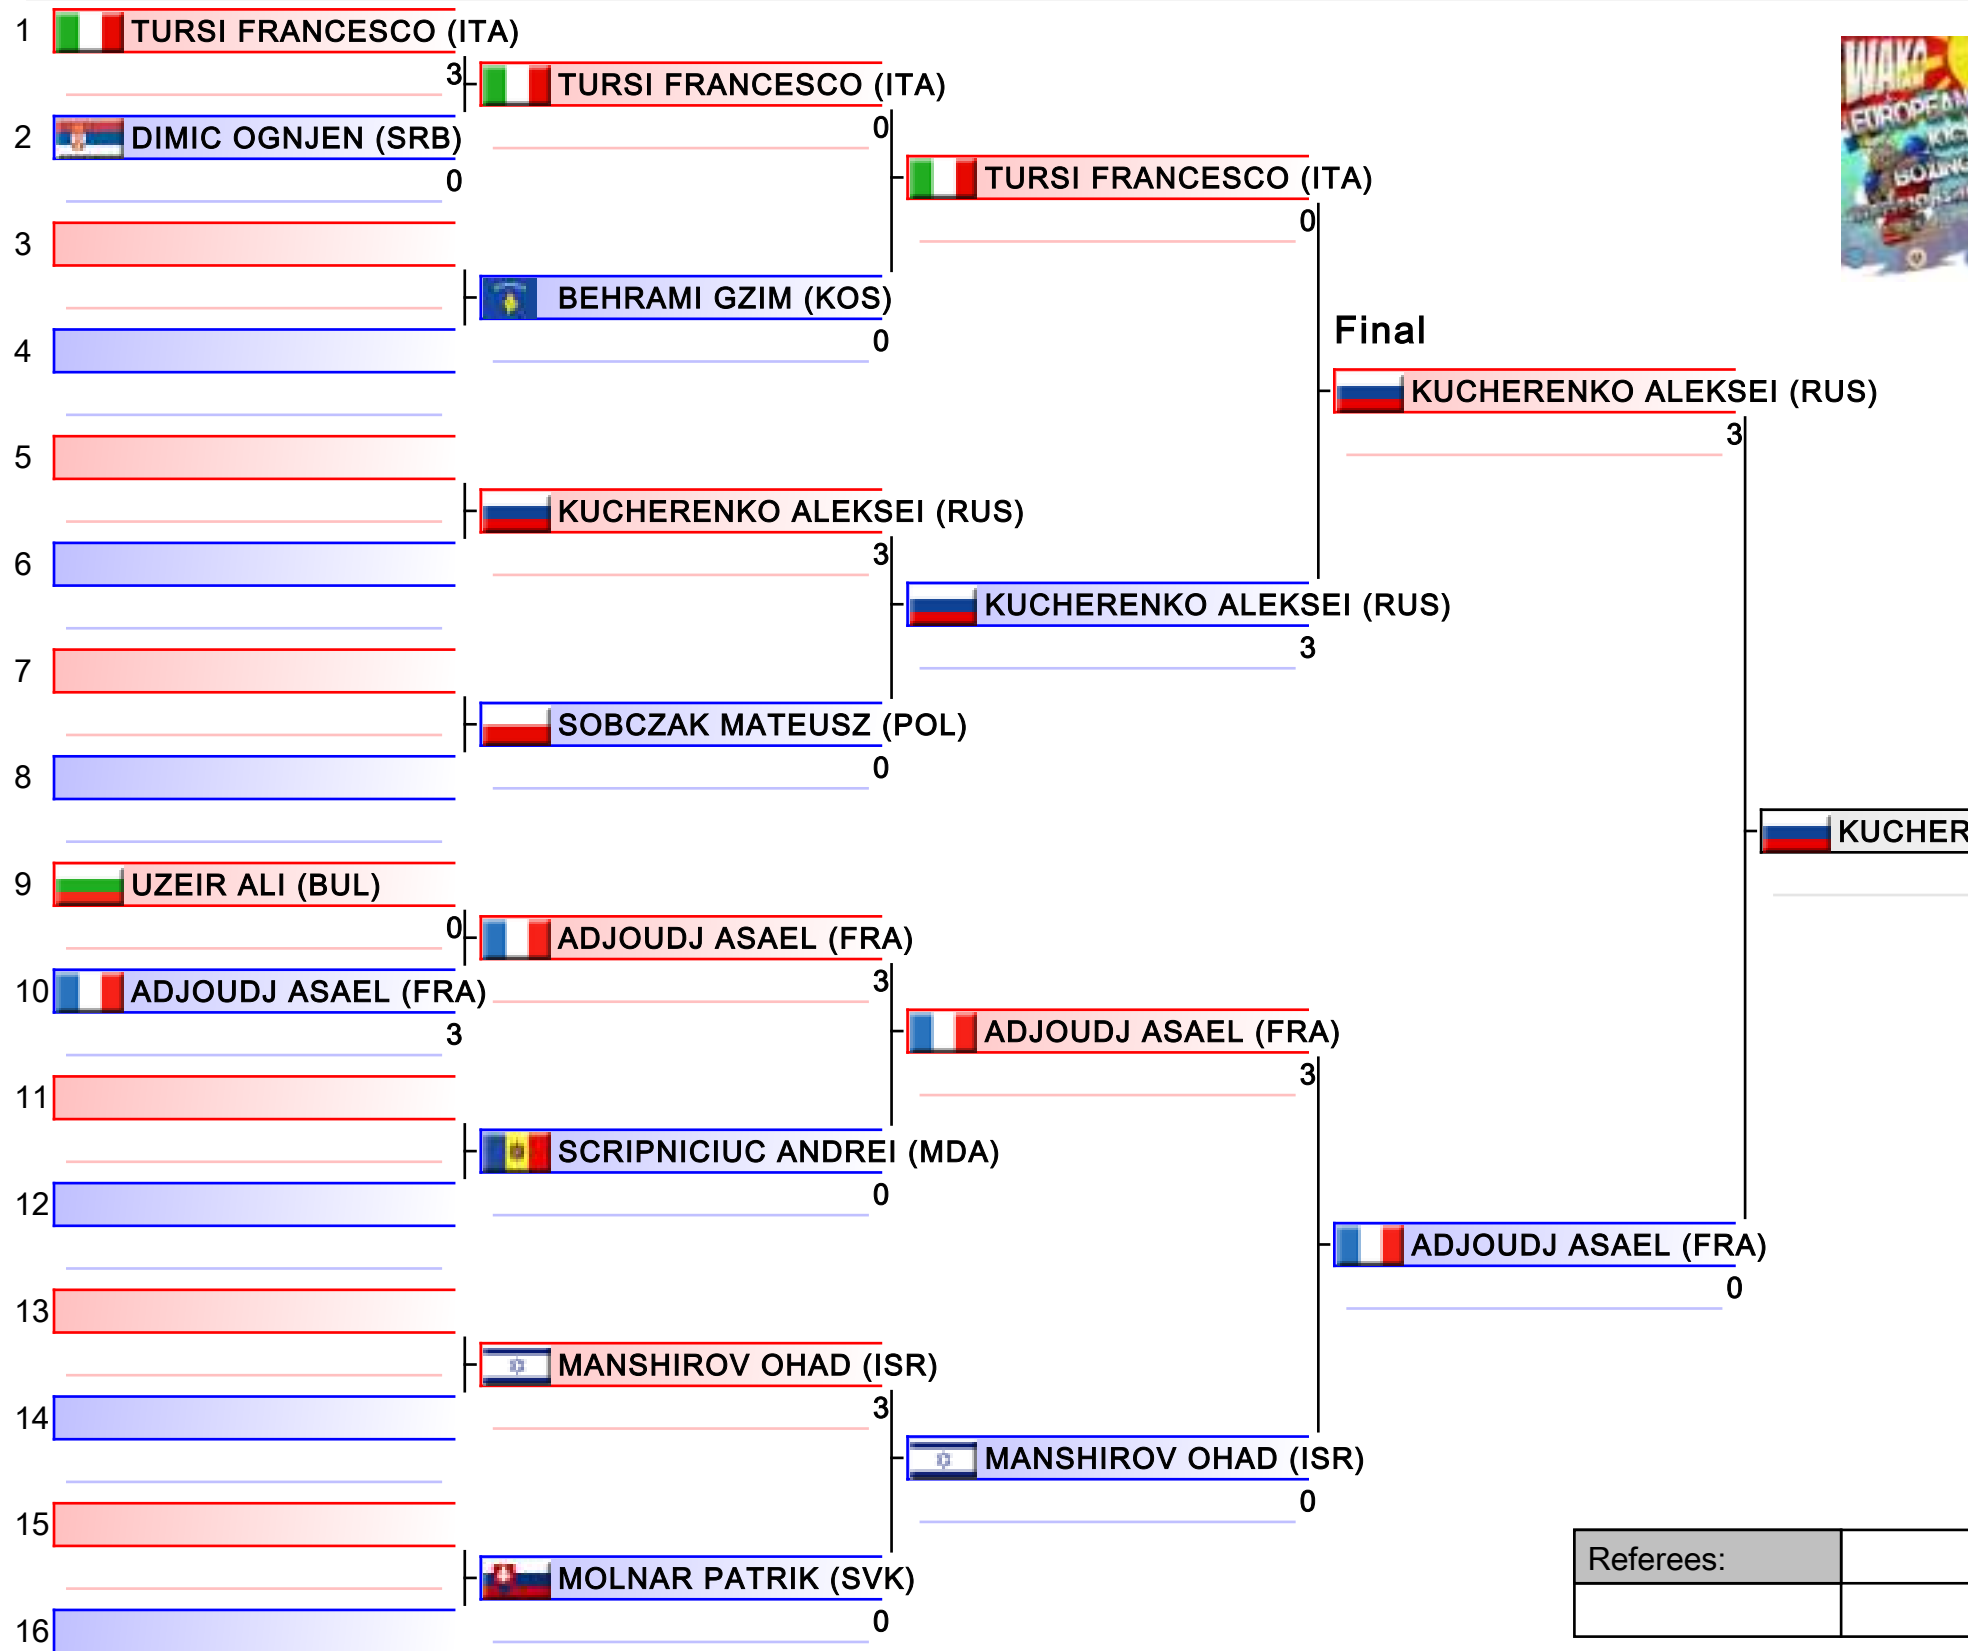 1 TURSI FRANCESCO (ITA)
3
TURSI FRANCESCO (ITA)
0
2 DIMIC OGNJEN (SRB)
0
TURSI FRANCESCO (ITA)
0
3
BEHRAMI GZIM (KOS)
0
4
Final
KUCHERENKO ALEKSEI (RUS)
3
5
KUCHERENKO ALEKSEI (RUS)
3
6
KUCHERENKO ALEKSEI (RUS)
3
7
SOBCZAK MATEUSZ (POL)
0
8
KUCHER
9 UZEIR ALI (BUL)
0
ADJOUDJ ASAEL (FRA)
3
10 ADJOUDJ ASAEL (FRA)
3
ADJOUDJ ASAEL (FRA)
3
11
SCRIPNICIUC ANDREI (MDA)
0
12
ADJOUDJ ASAEL (FRA)
0
13
MANSHIROV OHAD (ISR)
3
14
MANSHIROV OHAD (ISR)
0
15
MOLNAR PATRIK (SVK)
0
16
Referees:
WAKO
EUROPEAN